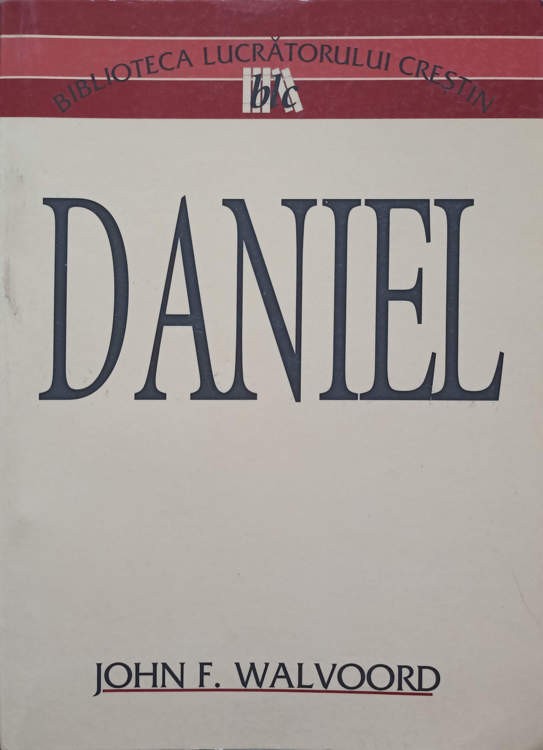 BIBLIOTECA LUCRĂTORULUI CREȘTIN
blc
DANIEL
JOHN F. WALVOORD